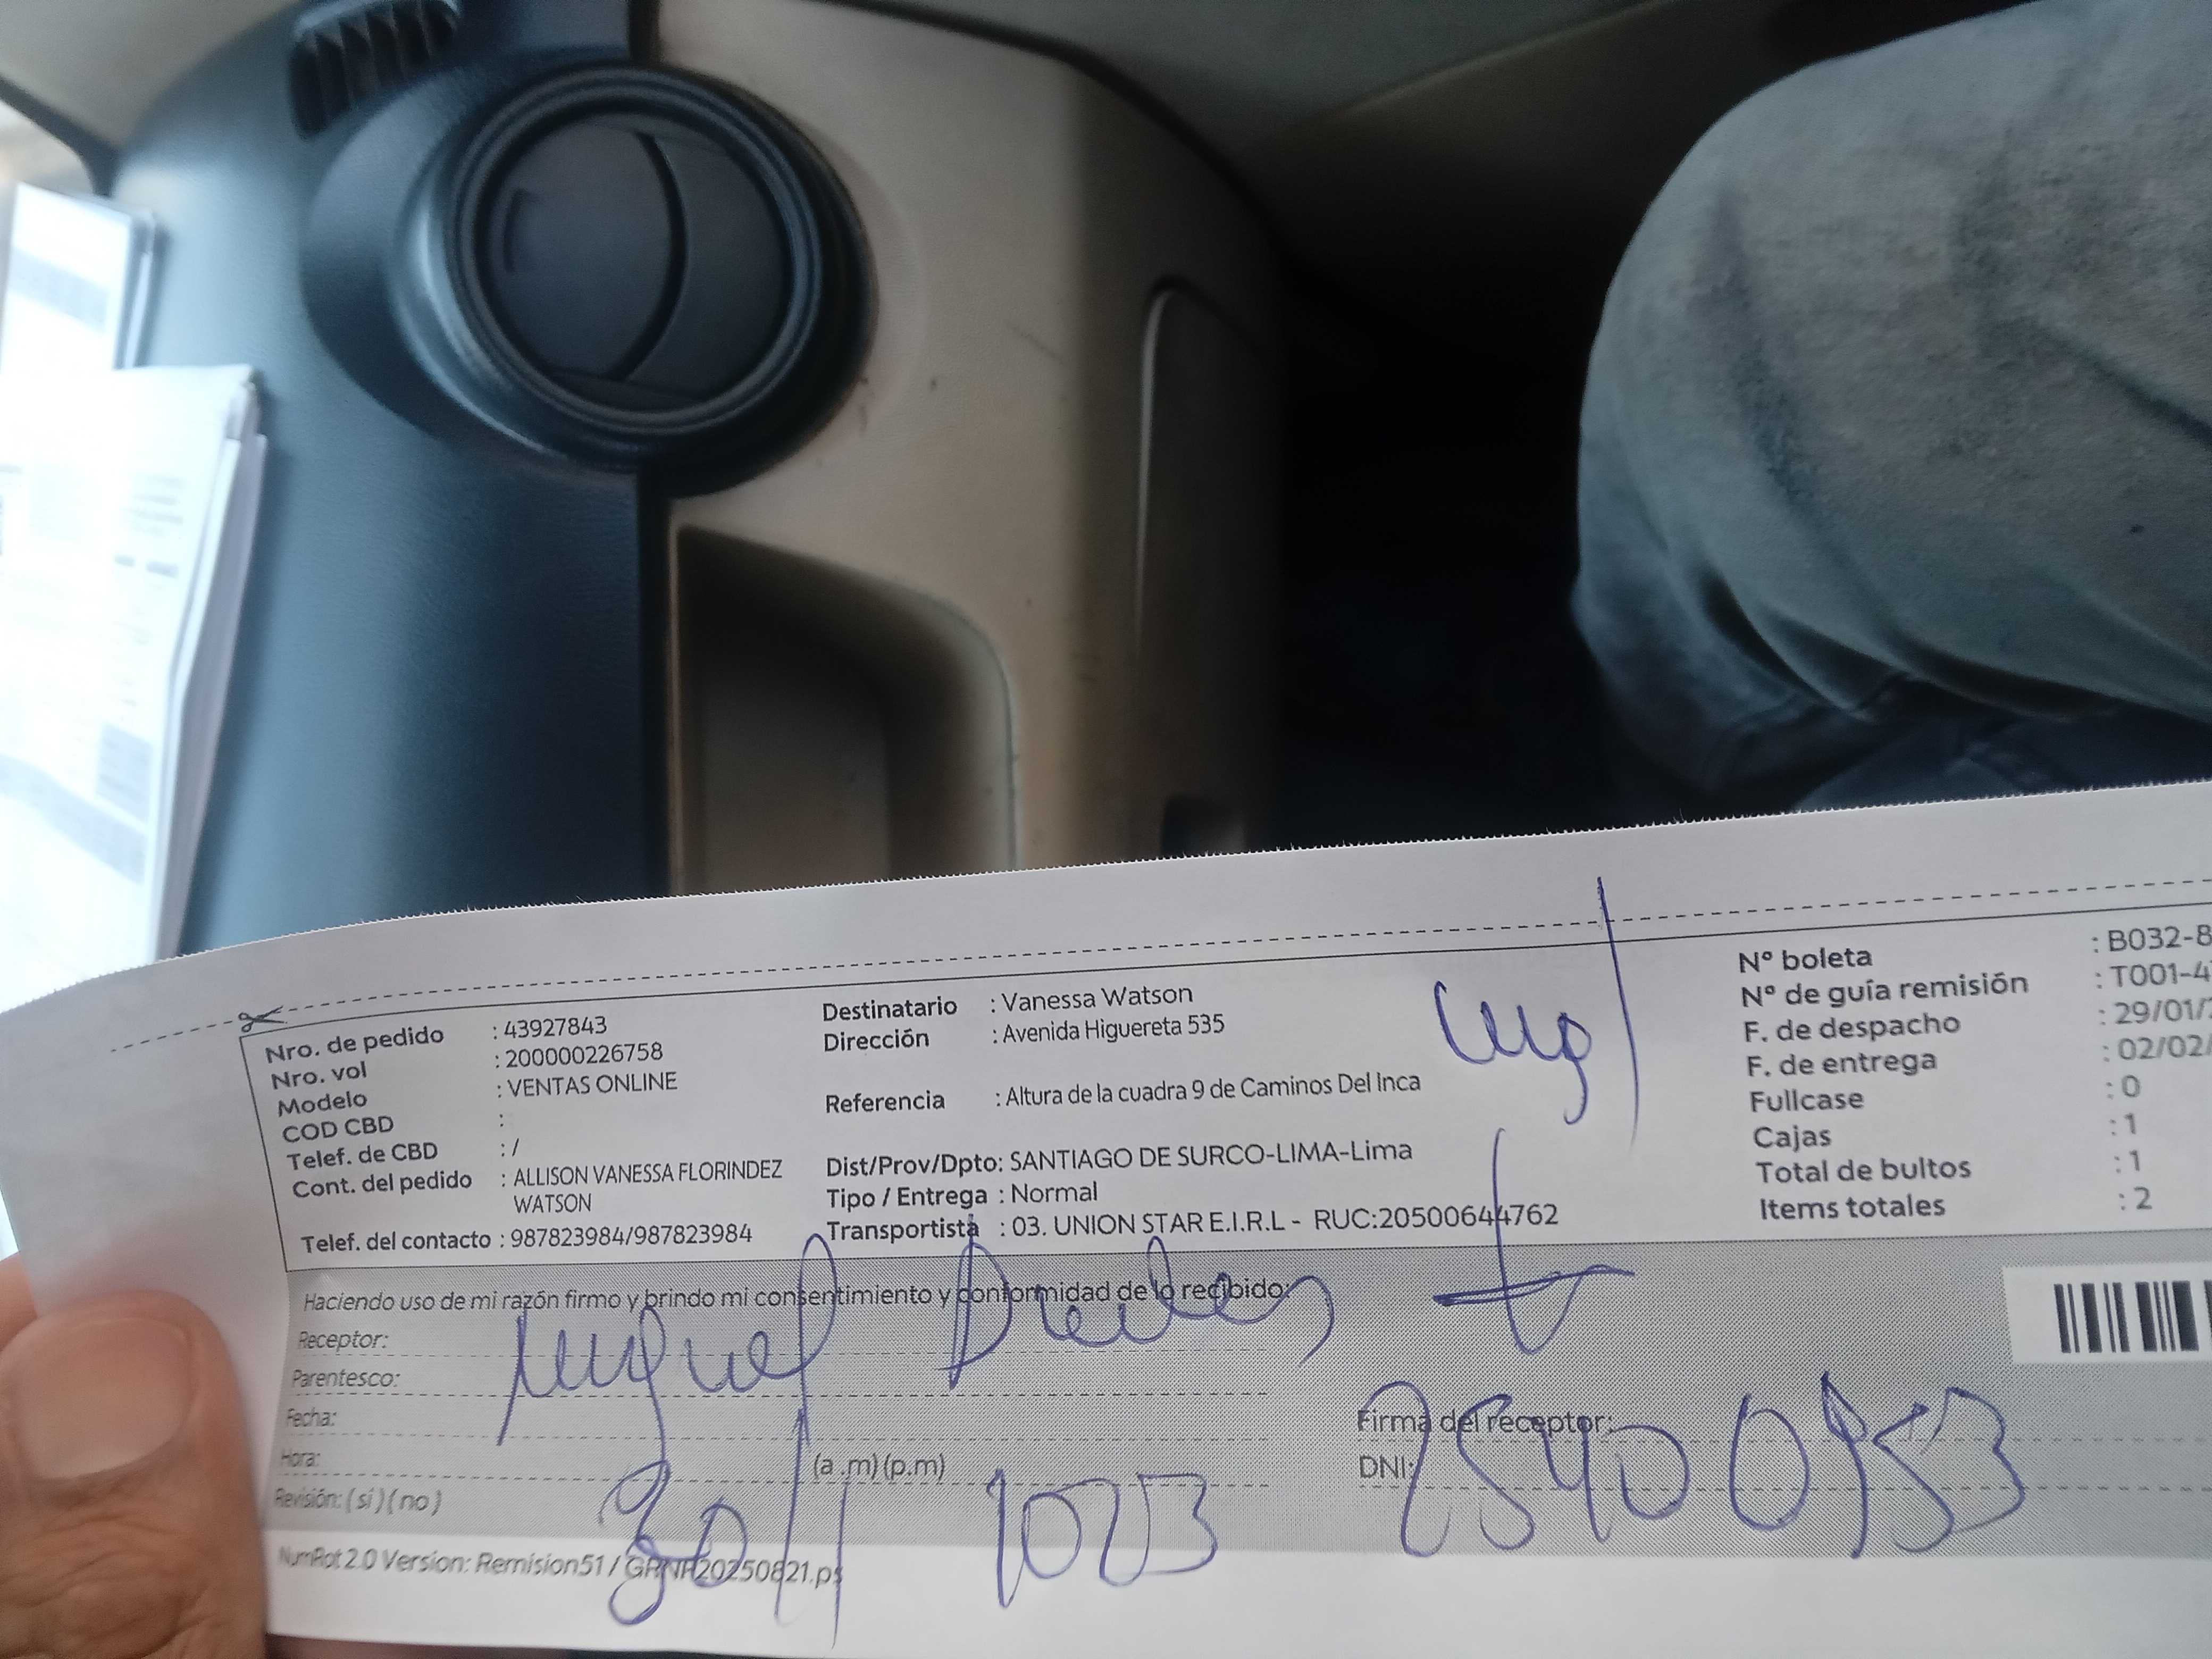 Nro. de pedido : 43927843
Nro. vol : 200000226758
Modelo : VENTAS ONLINE
COD CBD :
Telef. de CBD : /
Cont. del pedido : ALLISON VANESSA FLORINDEZ
WATSON
Telef. del contacto : 987823984/987823984
Destinatario : Vanessa Watson
Dirección : Avenida Higuereta 535
Referencia : Altura de la cuadra 9 de Caminos Del Inca
Dist/Prov/Dpto: SANTIAGO DE SURCO-LIMA-Lima
Tipo / Entrega : Normal
Transportista : 03. UNION STAR E.I.R.L - RUC:20500644762
N° boleta : B032-8
N° de guía remisión : T001-4
F. de despacho : 29/01/
F. de entrega : 02/02/
Fullcase : 0
Cajas : 1
Total de bultos : 1
Items totales : 2
Haciendo uso de mi razón firmo y brindo mi consentimiento y conformidad de lo recibido:
Receptor: Miguel
Parentesco:
Fecha:
Hora: (a .m) (p.m)
Revisión: ( si ) ( no )
30/1 1023
Firma del receptor:
DNI:
NumRot 2.0 Version: Remision51 / GRNR20250821.ps